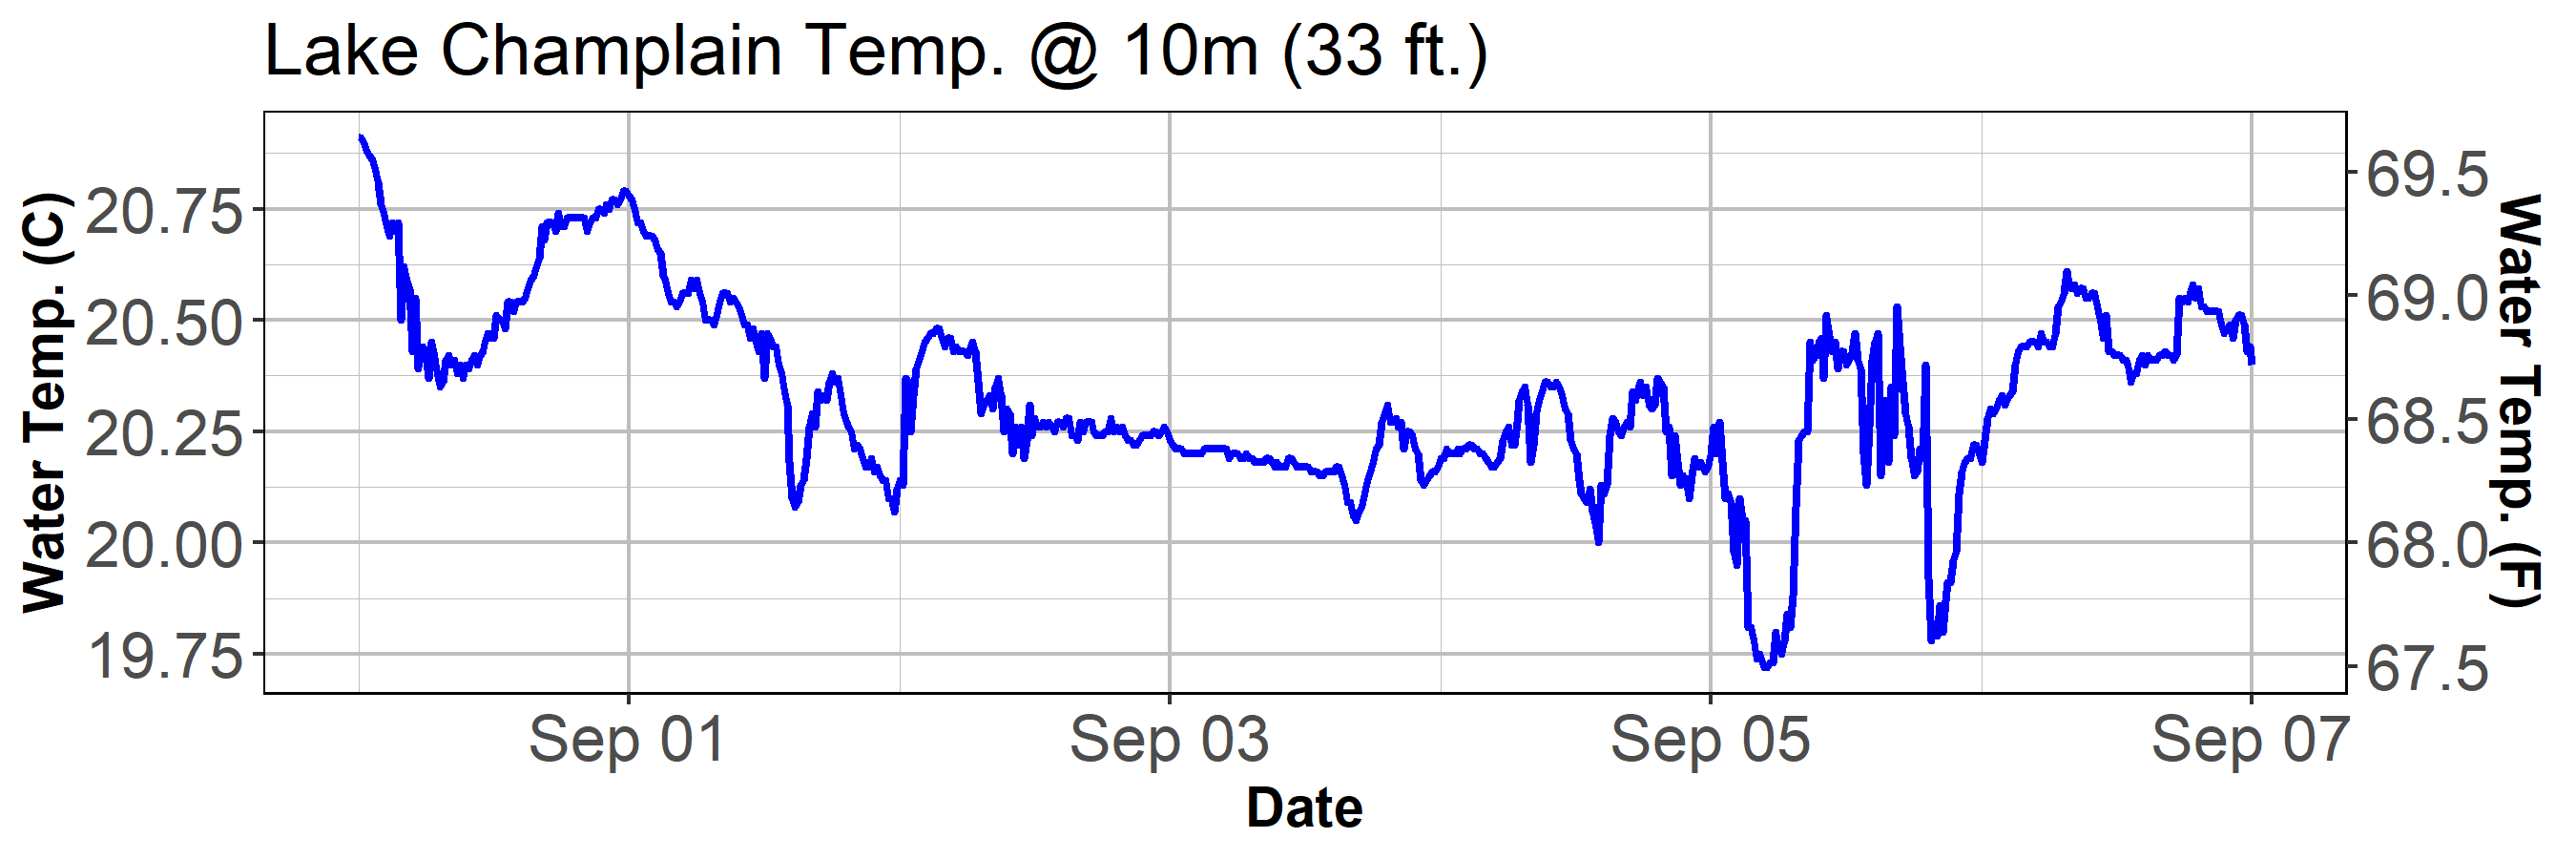 Lake Champlain Temp. @ 10m (33 ft.)
Water Temp. (C)
20.75
20.50
20.25
20.00
19.75
69.5
69.0
68.5
68.0
67.5
Water Temp. (F)
Sep 01
Sep 03
Sep 05
Sep 07
Date